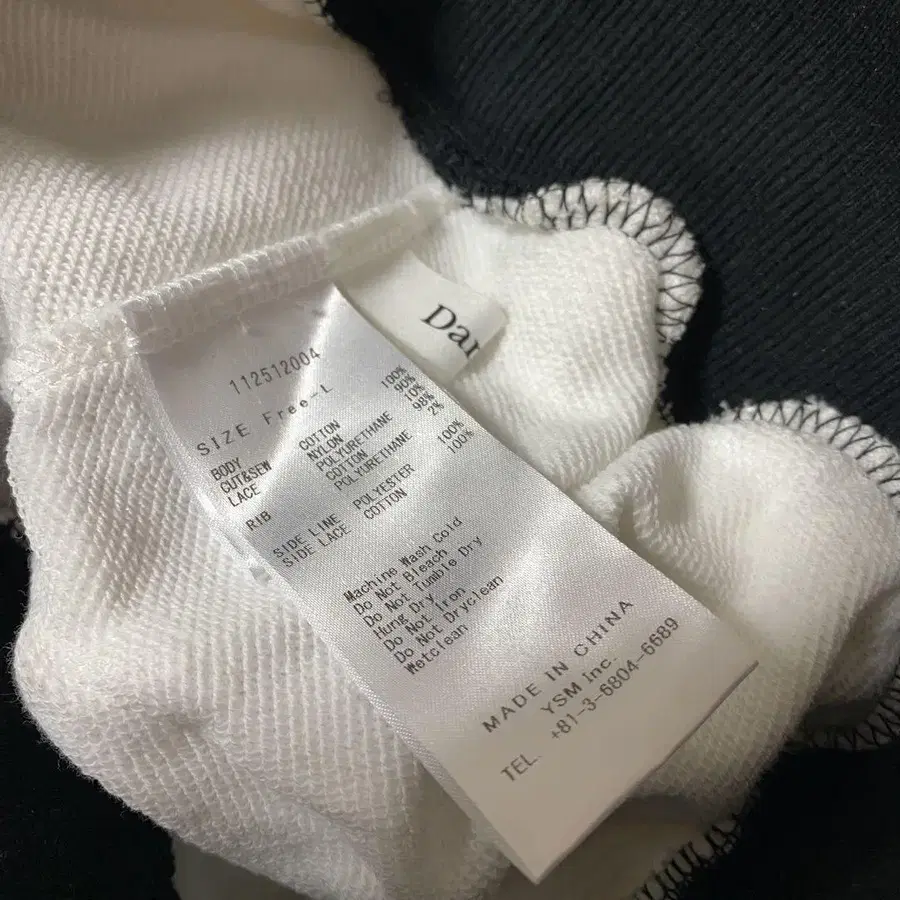 Dar
112512004
SIZE Free-L
BODY COTTON 100%
CUT&SEW NYLON 90%
LACE POLYURETHANE 10%
COTTON 98%
RIB POLYURETHANE 2%
SIDE LINE POLYESTER 100%
SIDE LACE COTTON 100%
Machine Wash Cold
Do Not Bleach
Do Not Tumble Dry
Hung Dry
Do Not Iron
Do Not Dryclean
Wetclean
MADE IN CHINA
YSM Inc.
TEL. +81-3-6804-6689